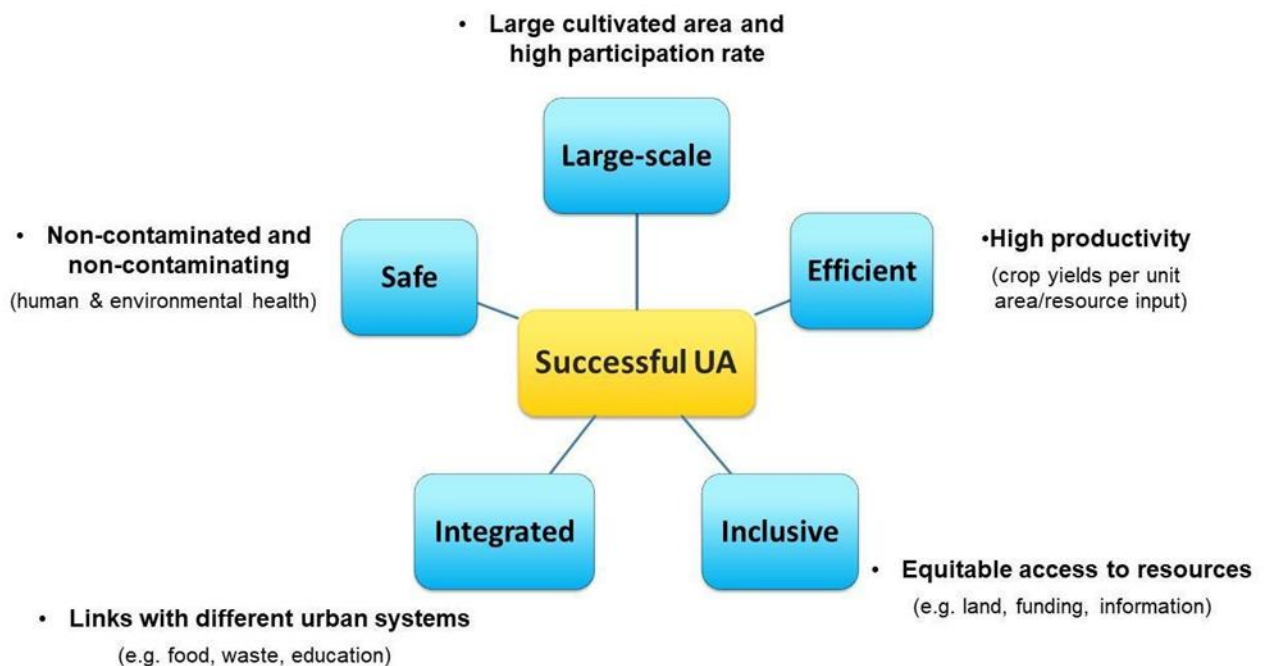 • Large cultivated area and
high participation rate
Large-scale
• Non-contaminated and
non-contaminating
(human & environmental health)
Safe
Efficient
•High productivity
(crop yields per unit
area/resource input)
Successful UA
Integrated
Inclusive
• Links with different urban systems
(e.g. food, waste, education)
• Equitable access to resources
(e.g. land, funding, information)